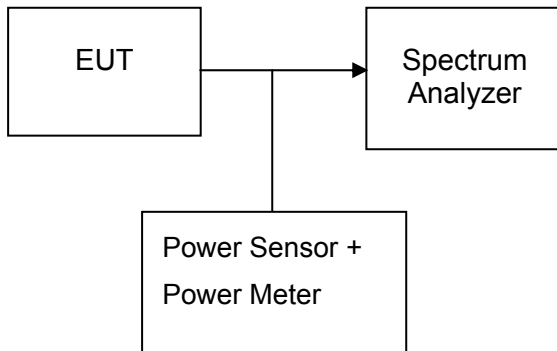 EUT
Spectrum
Analyzer
Power Sensor +
Power Meter